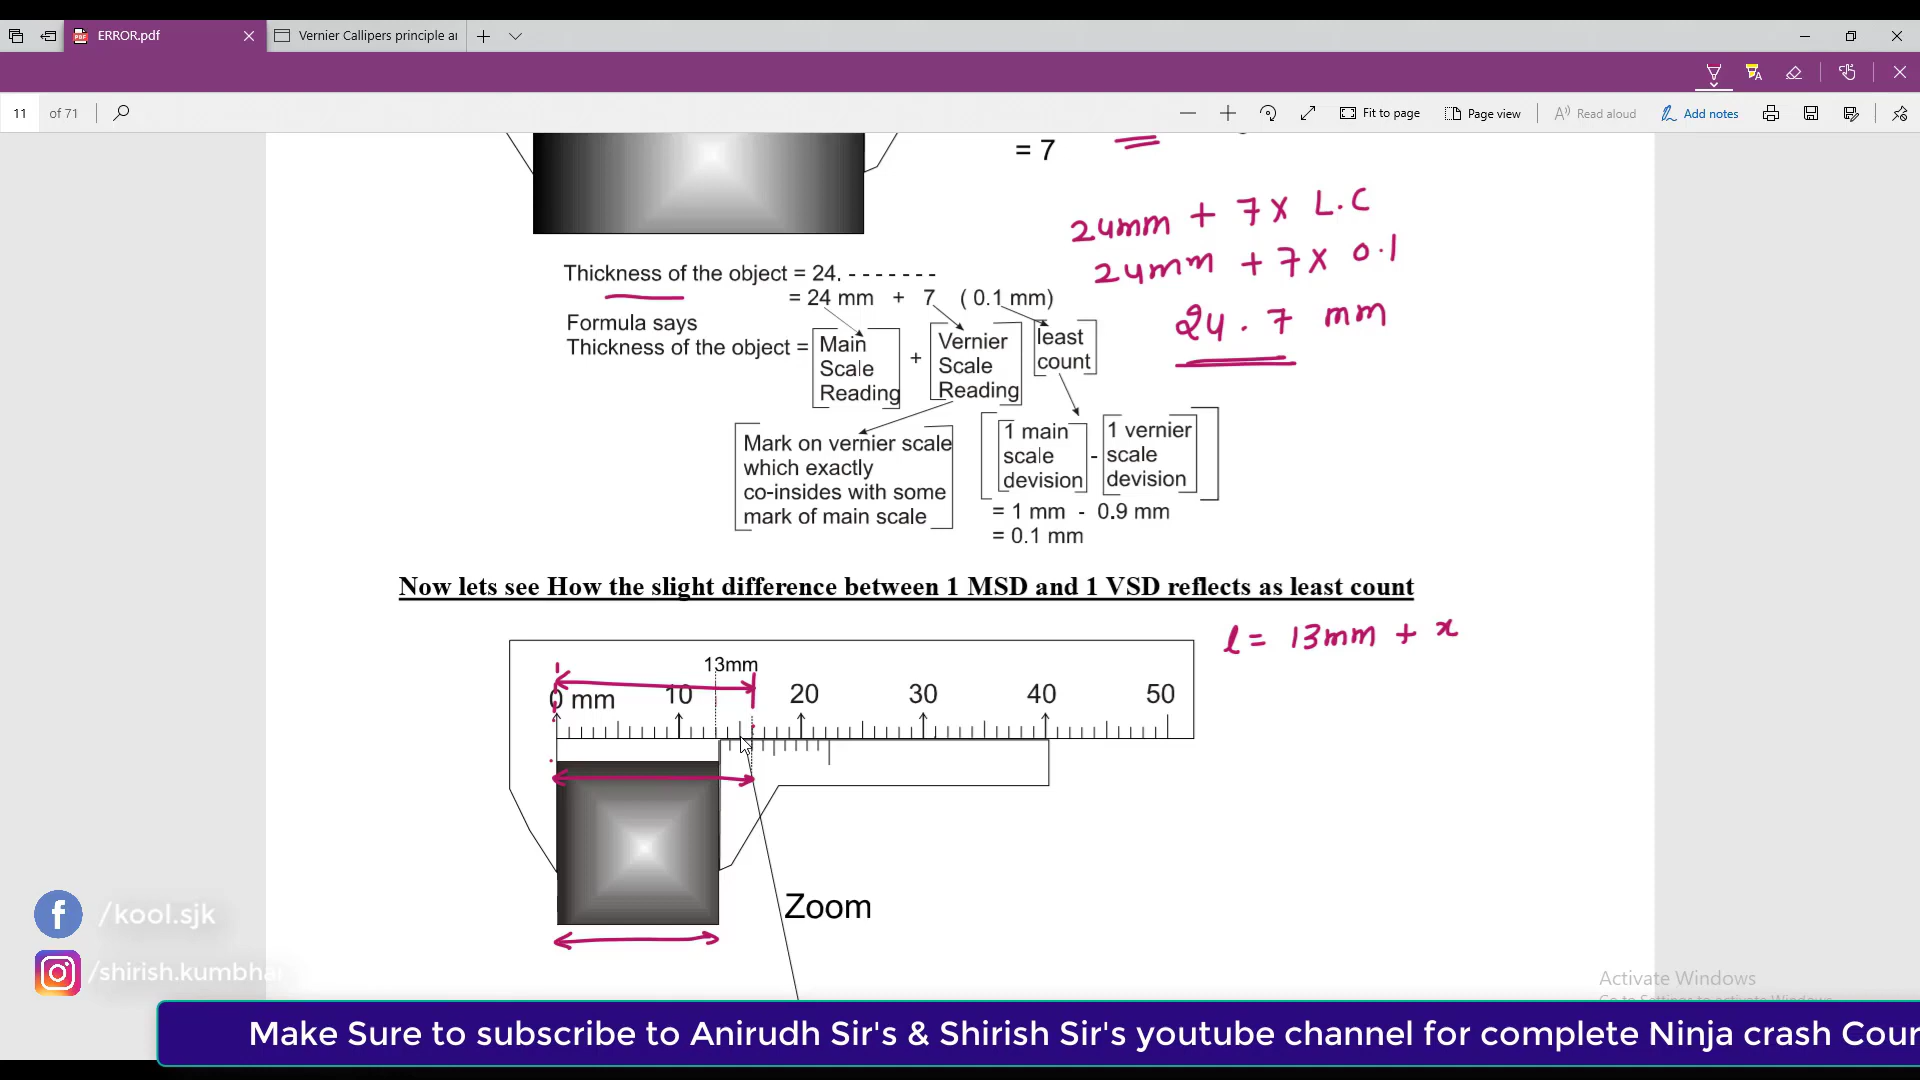 ERROR.pdf
Vernier Callipers principle ar
11 of 71
Fit to page
Page view
Read aloud
Add notes
= 7
24mm + 7 X L.C
24mm + 7 X 0.1
24.7 mm
Thickness of the object = 24. - - - - - - -
= 24 mm + 7 ( 0.1 mm)
Formula says
Thickness of the object =
Main
Scale
Reading
+
Vernier
Scale
Reading
least
count
Mark on vernier scale
which exactly
co-insides with some
mark of main scale
1 main
scale
devision
-
1 vernier
scale
devision
= 1 mm - 0.9 mm
= 0.1 mm
Now lets see How the slight difference between 1 MSD and 1 VSD reflects as least count
l = 13mm + x
13mm
0 mm 10 20 30 40 50
Zoom
/kool.sjk
/shirish.kumbhar
Activate Windows
Make Sure to subscribe to Anirudh Sir's & Shirish Sir's youtube channel for complete Ninja crash Cour